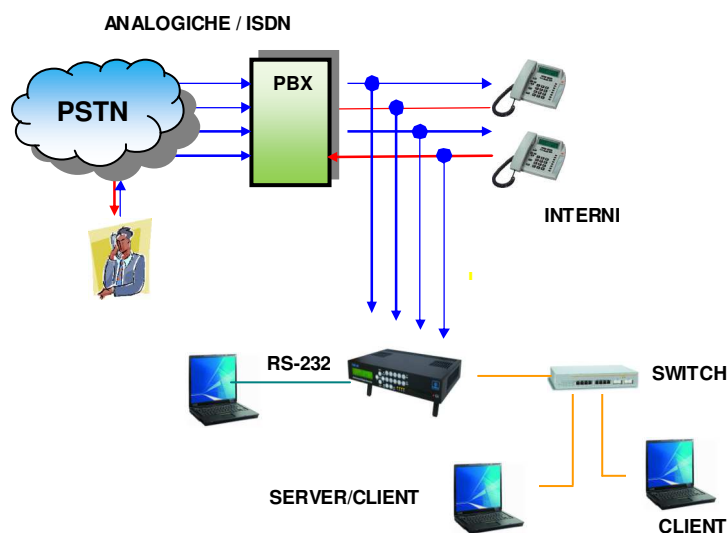 ANALOGICHE / ISDN
PBX
PSTN
INTERNI
RS-232
SWITCH
SERVER/CLIENT
CLIENT